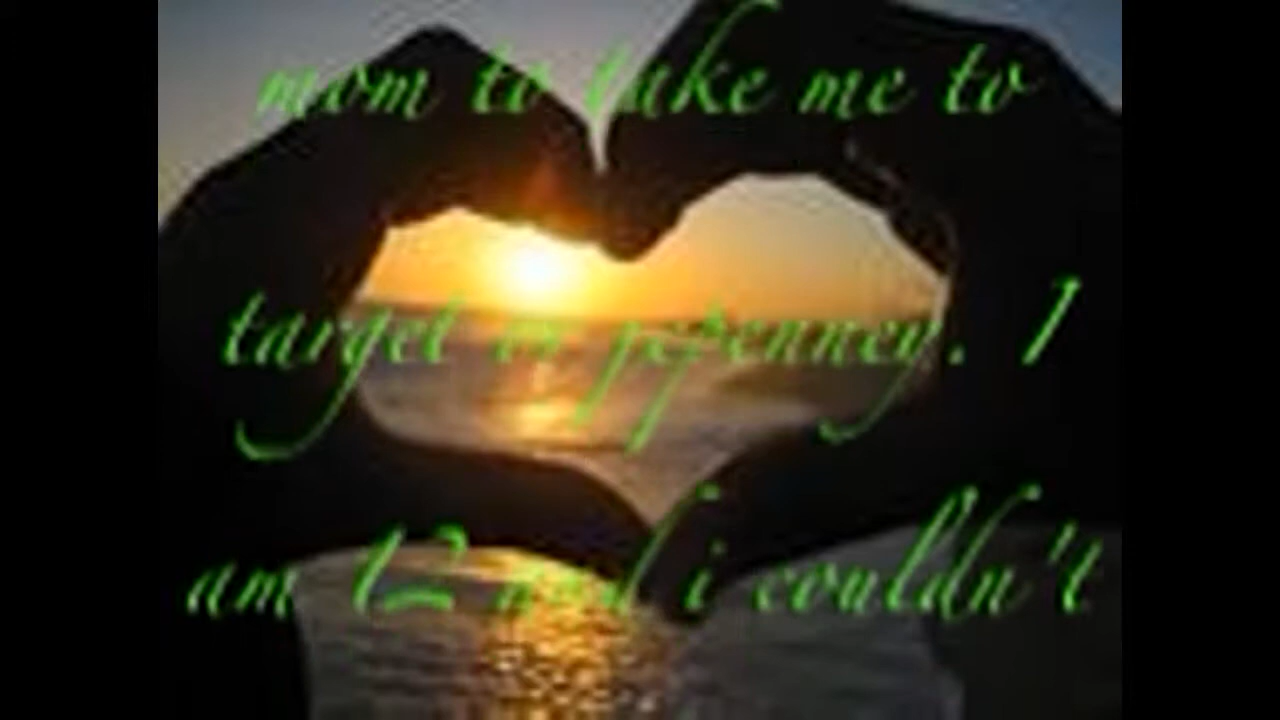 mom to take me to
target or jcpenney. I
am 12 and i couldn't